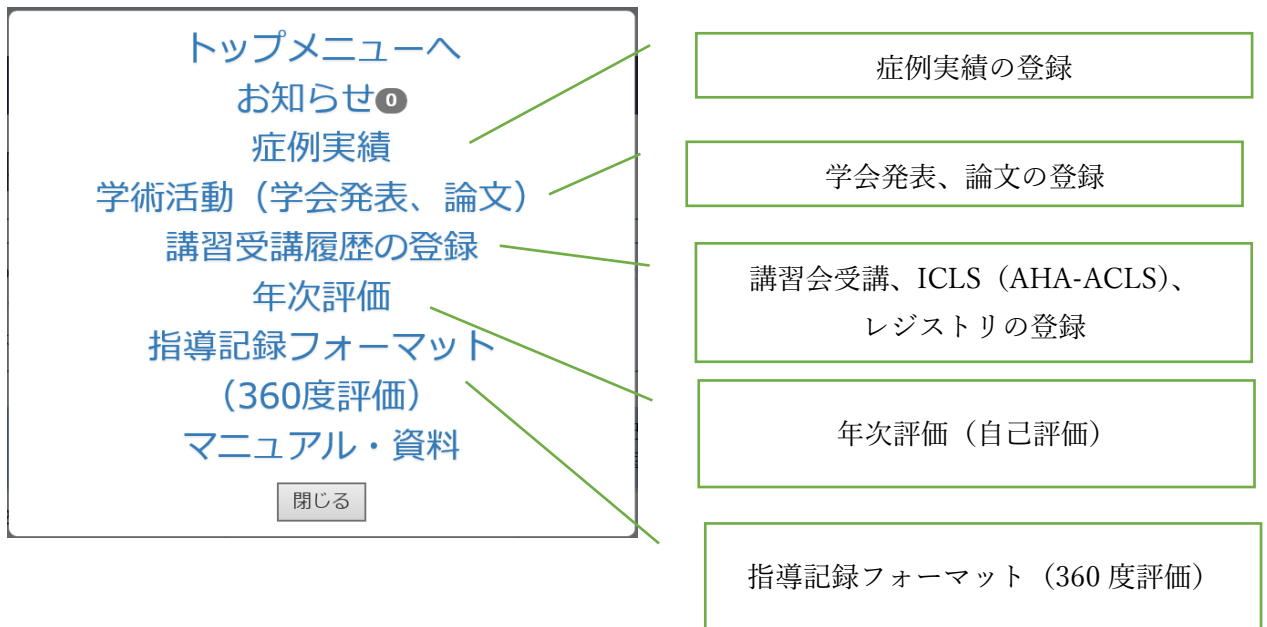 トップメニューへ
お知らせ0
症例実績
学術活動（学会発表、論文）
講習受講履歴の登録
年次評価
指導記録フォーマット
（360度評価）
マニュアル・資料
閉じる
症例実績の登録
学会発表、論文の登録
講習会受講、ICLS（AHA-ACLS）、
レジストリの登録
年次評価（自己評価）
指導記録フォーマット（360 度評価）